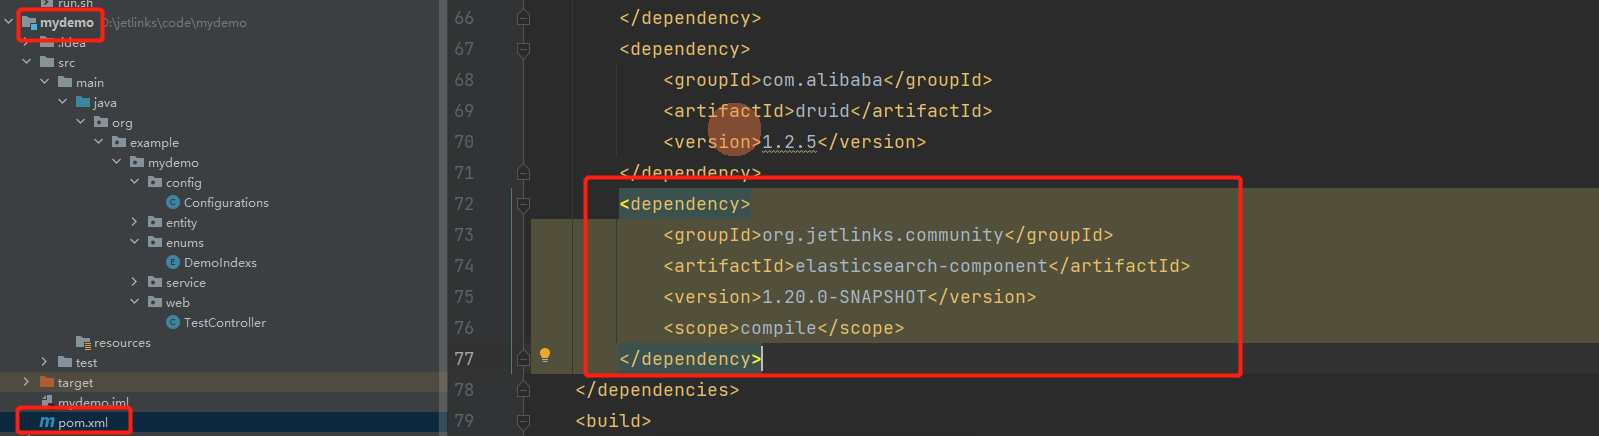 run.sh
mydemo D:\jetlinks\code\mydemo
.idea
src
main
java
org
example
mydemo
config
Configurations
entity
enums
DemoIndexs
service
web
TestController
resources
test
target
mydemo.iml
pom.xml
66 </dependency>
67 <dependency>
68 <groupId>com.alibaba</groupId>
69 <artifactId>druid</artifactId>
70 <version>1.2.5</version>
71 </dependency>
72 <dependency>
73 <groupId>org.jetlinks.community</groupId>
74 <artifactId>elasticsearch-component</artifactId>
75 <version>1.20.0-SNAPSHOT</version>
76 <scope>compile</scope>
77 </dependency>
78 </dependencies>
79 <build>